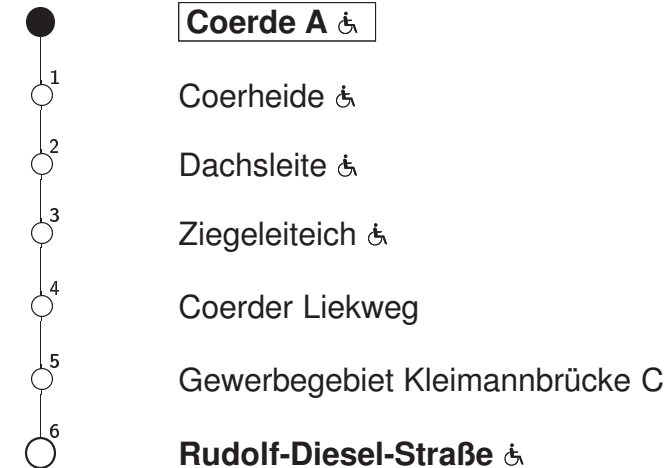 Coerde A
1
Coerheide
2
Dachsleite
3
Ziegeleiteich
4
Coerder Liekweg
5
Gewerbegebiet Kleimannbrücke C
6
Rudolf-Diesel-Straße